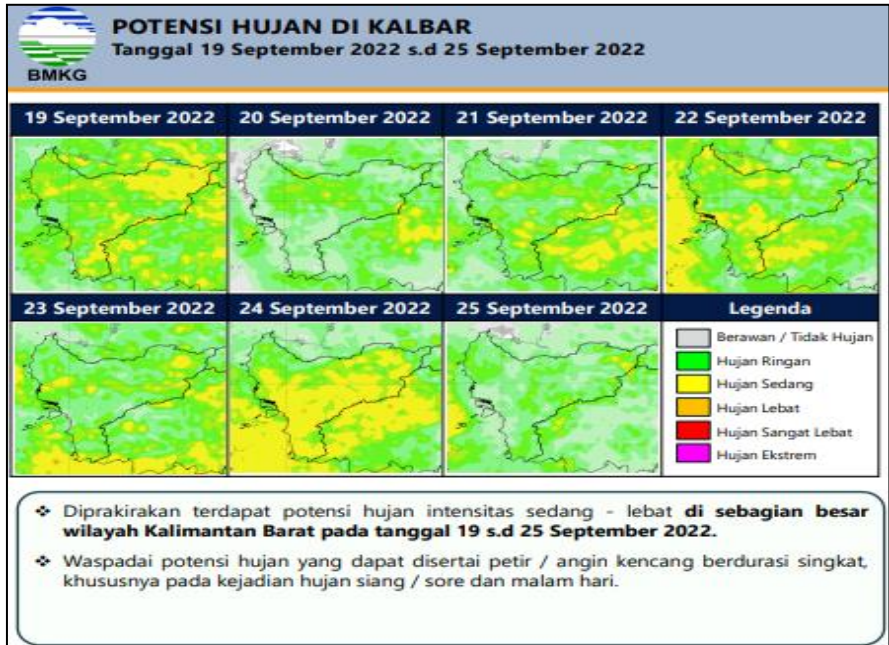 POTENSI HUJAN DI KALBAR
Tanggal 19 September 2022 s.d 25 September 2022
BMKG
19 September 2022
20 September 2022
21 September 2022
22 September 2022
23 September 2022
24 September 2022
25 September 2022
Legenda
Berawan / Tidak Hujan
Hujan Ringan
Hujan Sedang
Hujan Lebat
Hujan Sangat Lebat
Hujan Ekstrem
❖ Diprakirakan terdapat potensi hujan intensitas sedang - lebat di sebagian besar
wilayah Kalimantan Barat pada tanggal 19 s.d 25 September 2022.
❖ Waspadai potensi hujan yang dapat disertai petir / angin kencang berdurasi singkat,
khususnya pada kejadian hujan siang / sore dan malam hari.